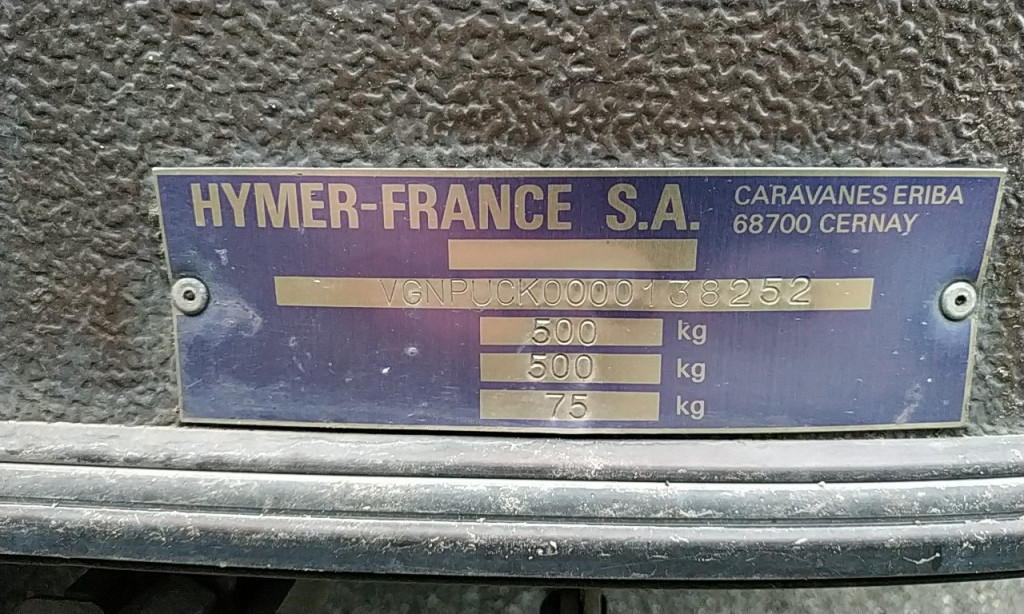 HYMER-FRANCE S.A.
CARAVANES ERIBA
68700 CERNAY
VGNPUCK0000138252
500 kg
500 kg
75 kg